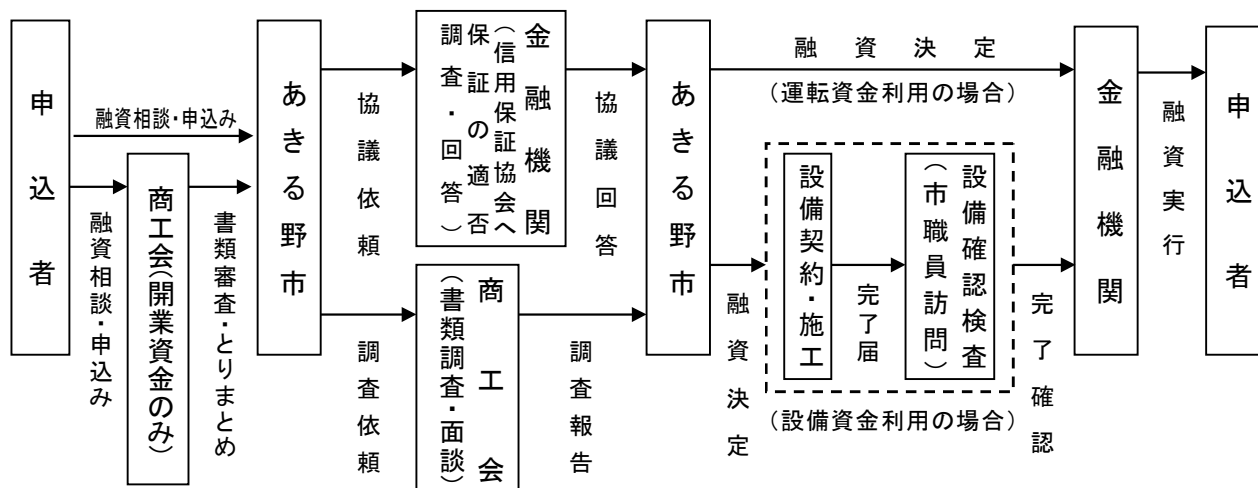 申込者
融資相談・申込み
融資相談・申込み
商工会(開業資金のみ)
書類審査・とりまとめ
あきる野市
協議依頼
金融機関
(信用保証協会へ
保証の適否
調査・回答)
協議回答
調査依頼
商工会
(書類調査・面談)
調査報告
あきる野市
融資決定
(運転資金利用の場合)
融資決定
設備契約・施工
完了届
設備確認検査
(市職員訪問)
(設備資金利用の場合)
完了確認
金融機関
融資実行
申込者